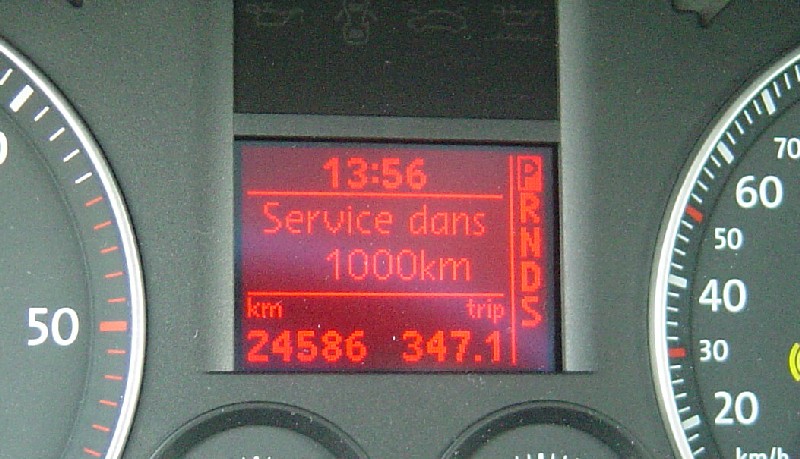 13:56
Service dans
1000km
km trip
24586 347.1
P
R
N
D
S
50
70
60
50
40
30
20
km/h